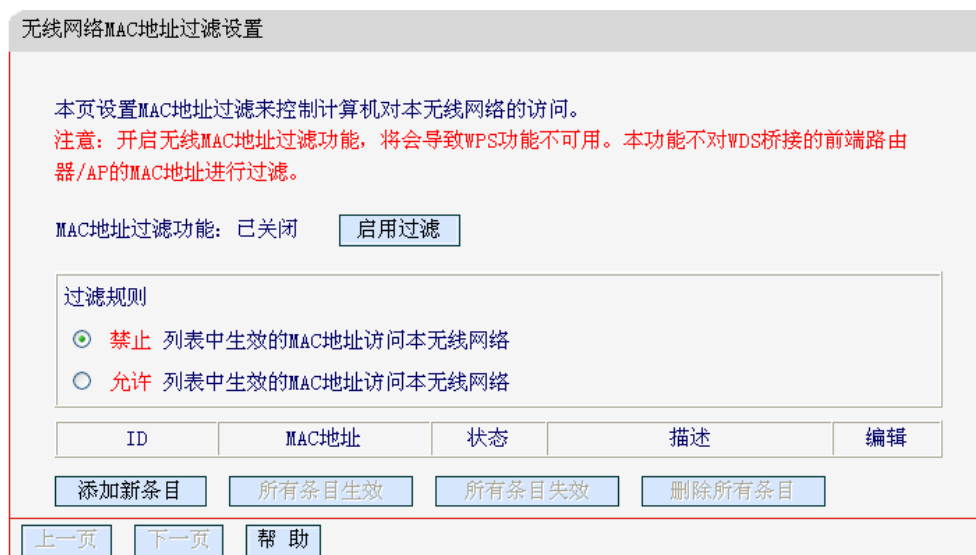 无线网络MAC地址过滤设置
本页设置MAC地址过滤来控制计算机对本无线网络的访问。
注意：开启无线MAC地址过滤功能，将会导致WPS功能不可用。本功能不对WDS桥接的前端路由
器/AP的MAC地址进行过滤。
MAC地址过滤功能：已关闭 启用过滤
过滤规则
禁止 列表中生效的MAC地址访问本无线网络
允许 列表中生效的MAC地址访问本无线网络
ID MAC地址 状态 描述 编辑
添加新条目 所有条目生效 所有条目失效 删除所有条目
上一页 下一页 帮 助